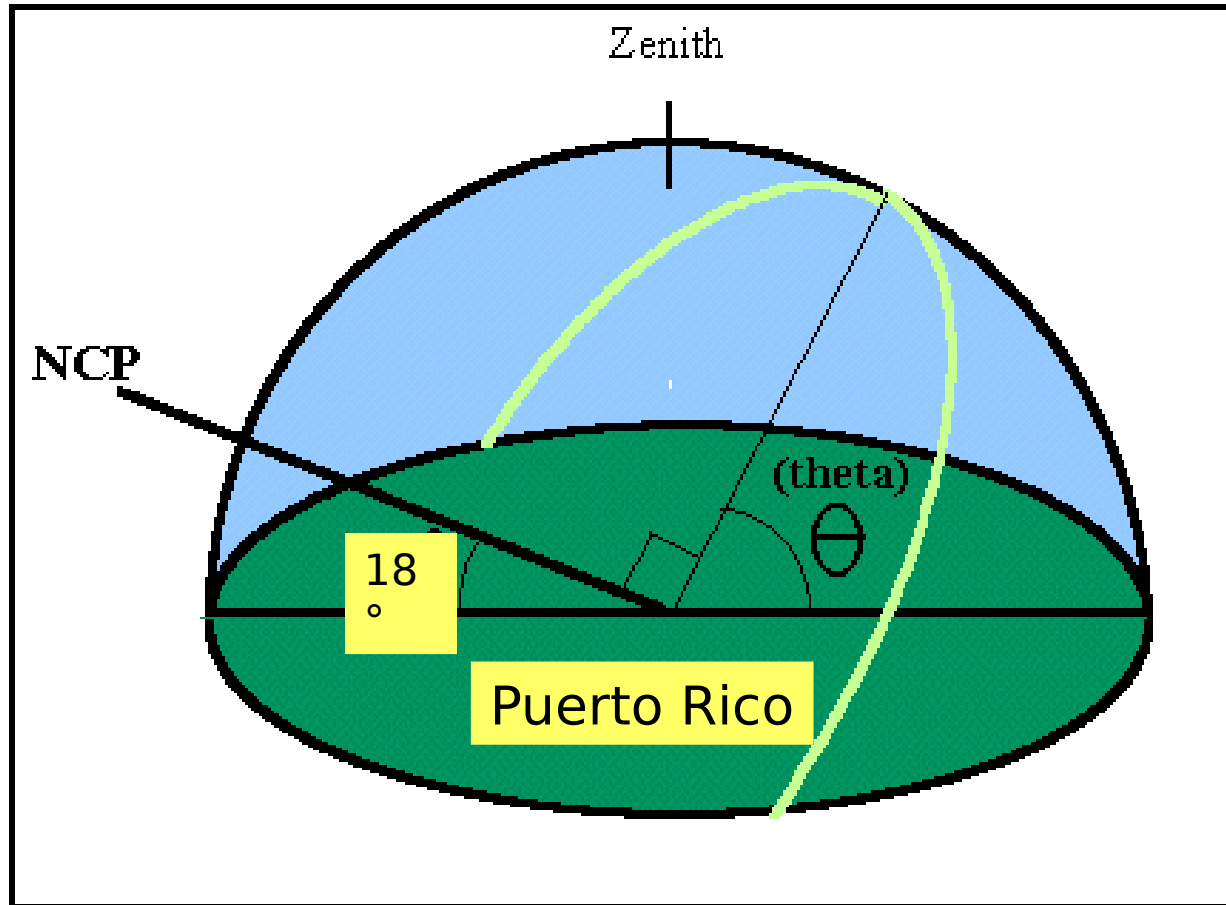 Zenith
NCP
(theta)
θ
18
°
Puerto Rico